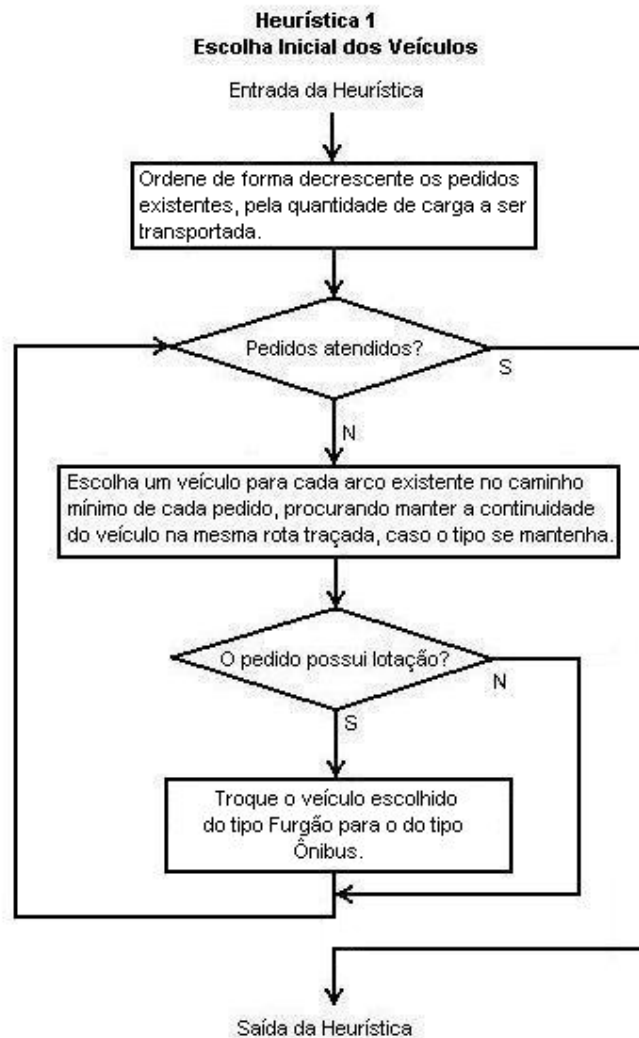 Heurística 1
Escolha Inicial dos Veículos
Entrada da Heurística
Ordene de forma decrescente os pedidos
existentes, pela quantidade de carga a ser
transportada.
Pedidos atendidos?
S
N
Escolha um veículo para cada arco existente no caminho
mínimo de cada pedido, procurando manter a continuidade
do veículo na mesma rota traçada, caso o tipo se mantenha.
O pedido possui lotação?
N
S
Troque o veículo escolhido
do tipo Furgão para o do tipo
Ônibus.
Saída da Heurística